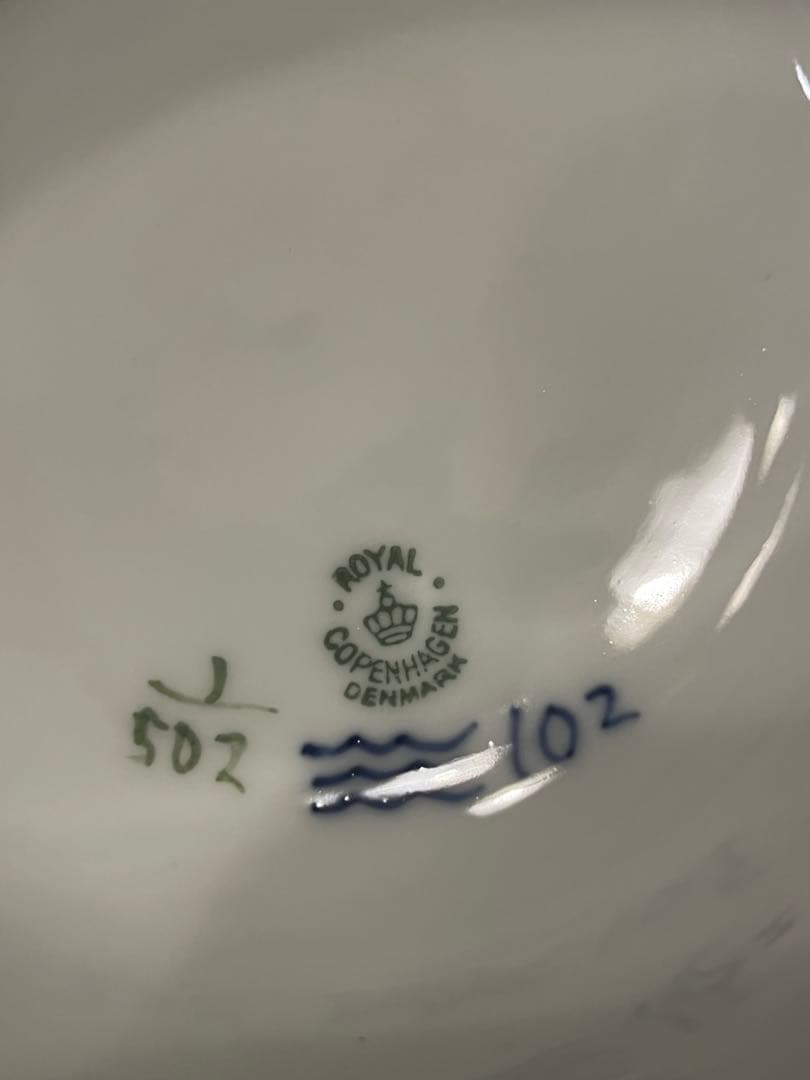 ROYAL
COPENHAGEN
DENMARK
1
502
102